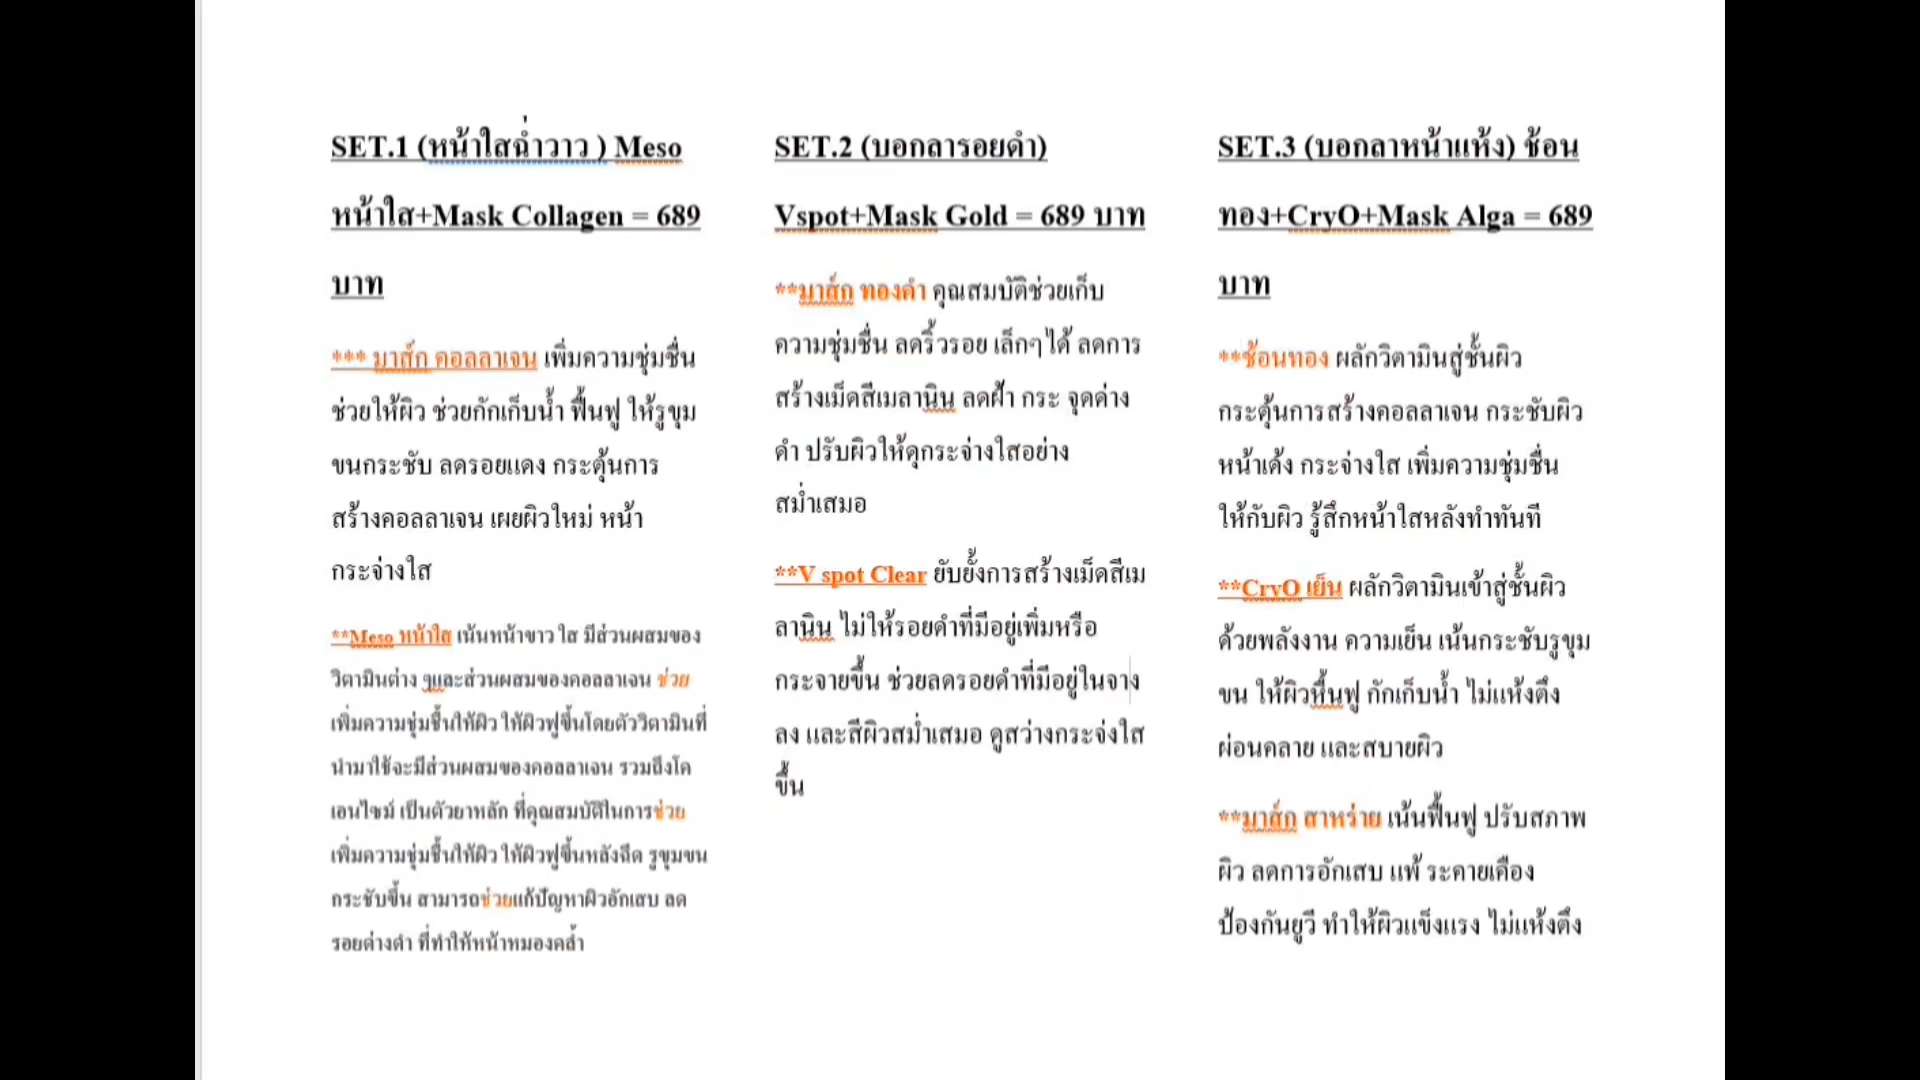 SET.1 (หน้าใสฉ่ำวาว ) Meso
หน้าใส+Mask Collagen = 689
บาท
*** มาส์ก คอลลาเจน เพิ่มความชุ่มชื่น
ช่วยให้ผิว ช่วยกักเก็บน้ำ ฟื้นฟู ให้รูขุม
ขนกระชับ ลดรอยแดง กระตุ้นการ
สร้างคอลลาเจน เผยผิวใหม่ หน้า
กระจ่างใส
**Meso หน้าใส เน้นหน้าขาว ใส มีส่วนผสมของ
วิตามินต่าง ๆและส่วนผสมของคอลลาเจน ช่วย
เพิ่มความชุ่มชื้นให้ผิว ให้ผิวฟูขึ้นโดยตัววิตามินที่
นำมาใช้จะมีส่วนผสมของคอลลาเจน รวมถึงโค
เอนไซม์ เป็นตัวยาหลัก ที่คุณสมบัติในการช่วย
เพิ่มความชุ่มชื้นให้ผิว ให้ผิวฟูขึ้นหลังฉีด รูขุมขน
กระชับขึ้น สามารถช่วยแก้ปัญหาผิวอักเสบ ลด
รอยด่างดำ ที่ทำให้หน้าหมองคล้ำ
SET.2 (บอกลารอยดำ)
Vspot+Mask Gold = 689 บาท
**มาส์ก ทองคำ คุณสมบัติช่วยเก็บ
ความชุ่มชื่น ลดริ้วรอย เล็กๆได้ ลดการ
สร้างเม็ดสีเมลานิน ลดฝ้า กระ จุดค่าง
ดำ ปรับผิวให้ดุกระจ่างใสอย่าง
สม่ำเสมอ
**V spot Clear ยับยั้งการสร้างเม็ดสีเม
ลานิน ไม่ให้รอยดำที่มีอยู่เพิ่มหรือ
กระจายขึ้น ช่วยลดรอยดำที่มีอยู่ในจาง
ลง และสีผิวสม่ำเสมอ ดูสว่างกระจ่งใส
ขึ้น
SET.3 (บอกลาหน้าแห้ง) ช้อน
ทอง+CryO+Mask Alga = 689
บาท
**ช้อนทอง ผลักวิตามินสู่ชั้นผิว
กระตุ้นการสร้างคอลลาเจน กระชับผิว
หน้าเด้ง กระจ่างใส เพิ่มความชุ่มชื่น
ให้กับผิว รู้สึกหน้าใสหลังทำทันที
**CryO เย็น ผลักวิตามินเข้าสู่ชั้นผิว
ด้วยพลังงาน ความเย็น เน้นกระชับรูขุม
ขน ให้ผิวหื้นฟู กักเก็บน้ำ ไม่แห้งตึง
ผ่อนคลาย และสบายผิว
**มาส์ก สาหร่าย เน้นฟื้นฟู ปรับสภาพ
ผิว ลดการอักเสบ แพ้ ระคายเคือง
ป้องกันยูวี ทำให้ผิวแข็งแรง ไม่แห้งตึง